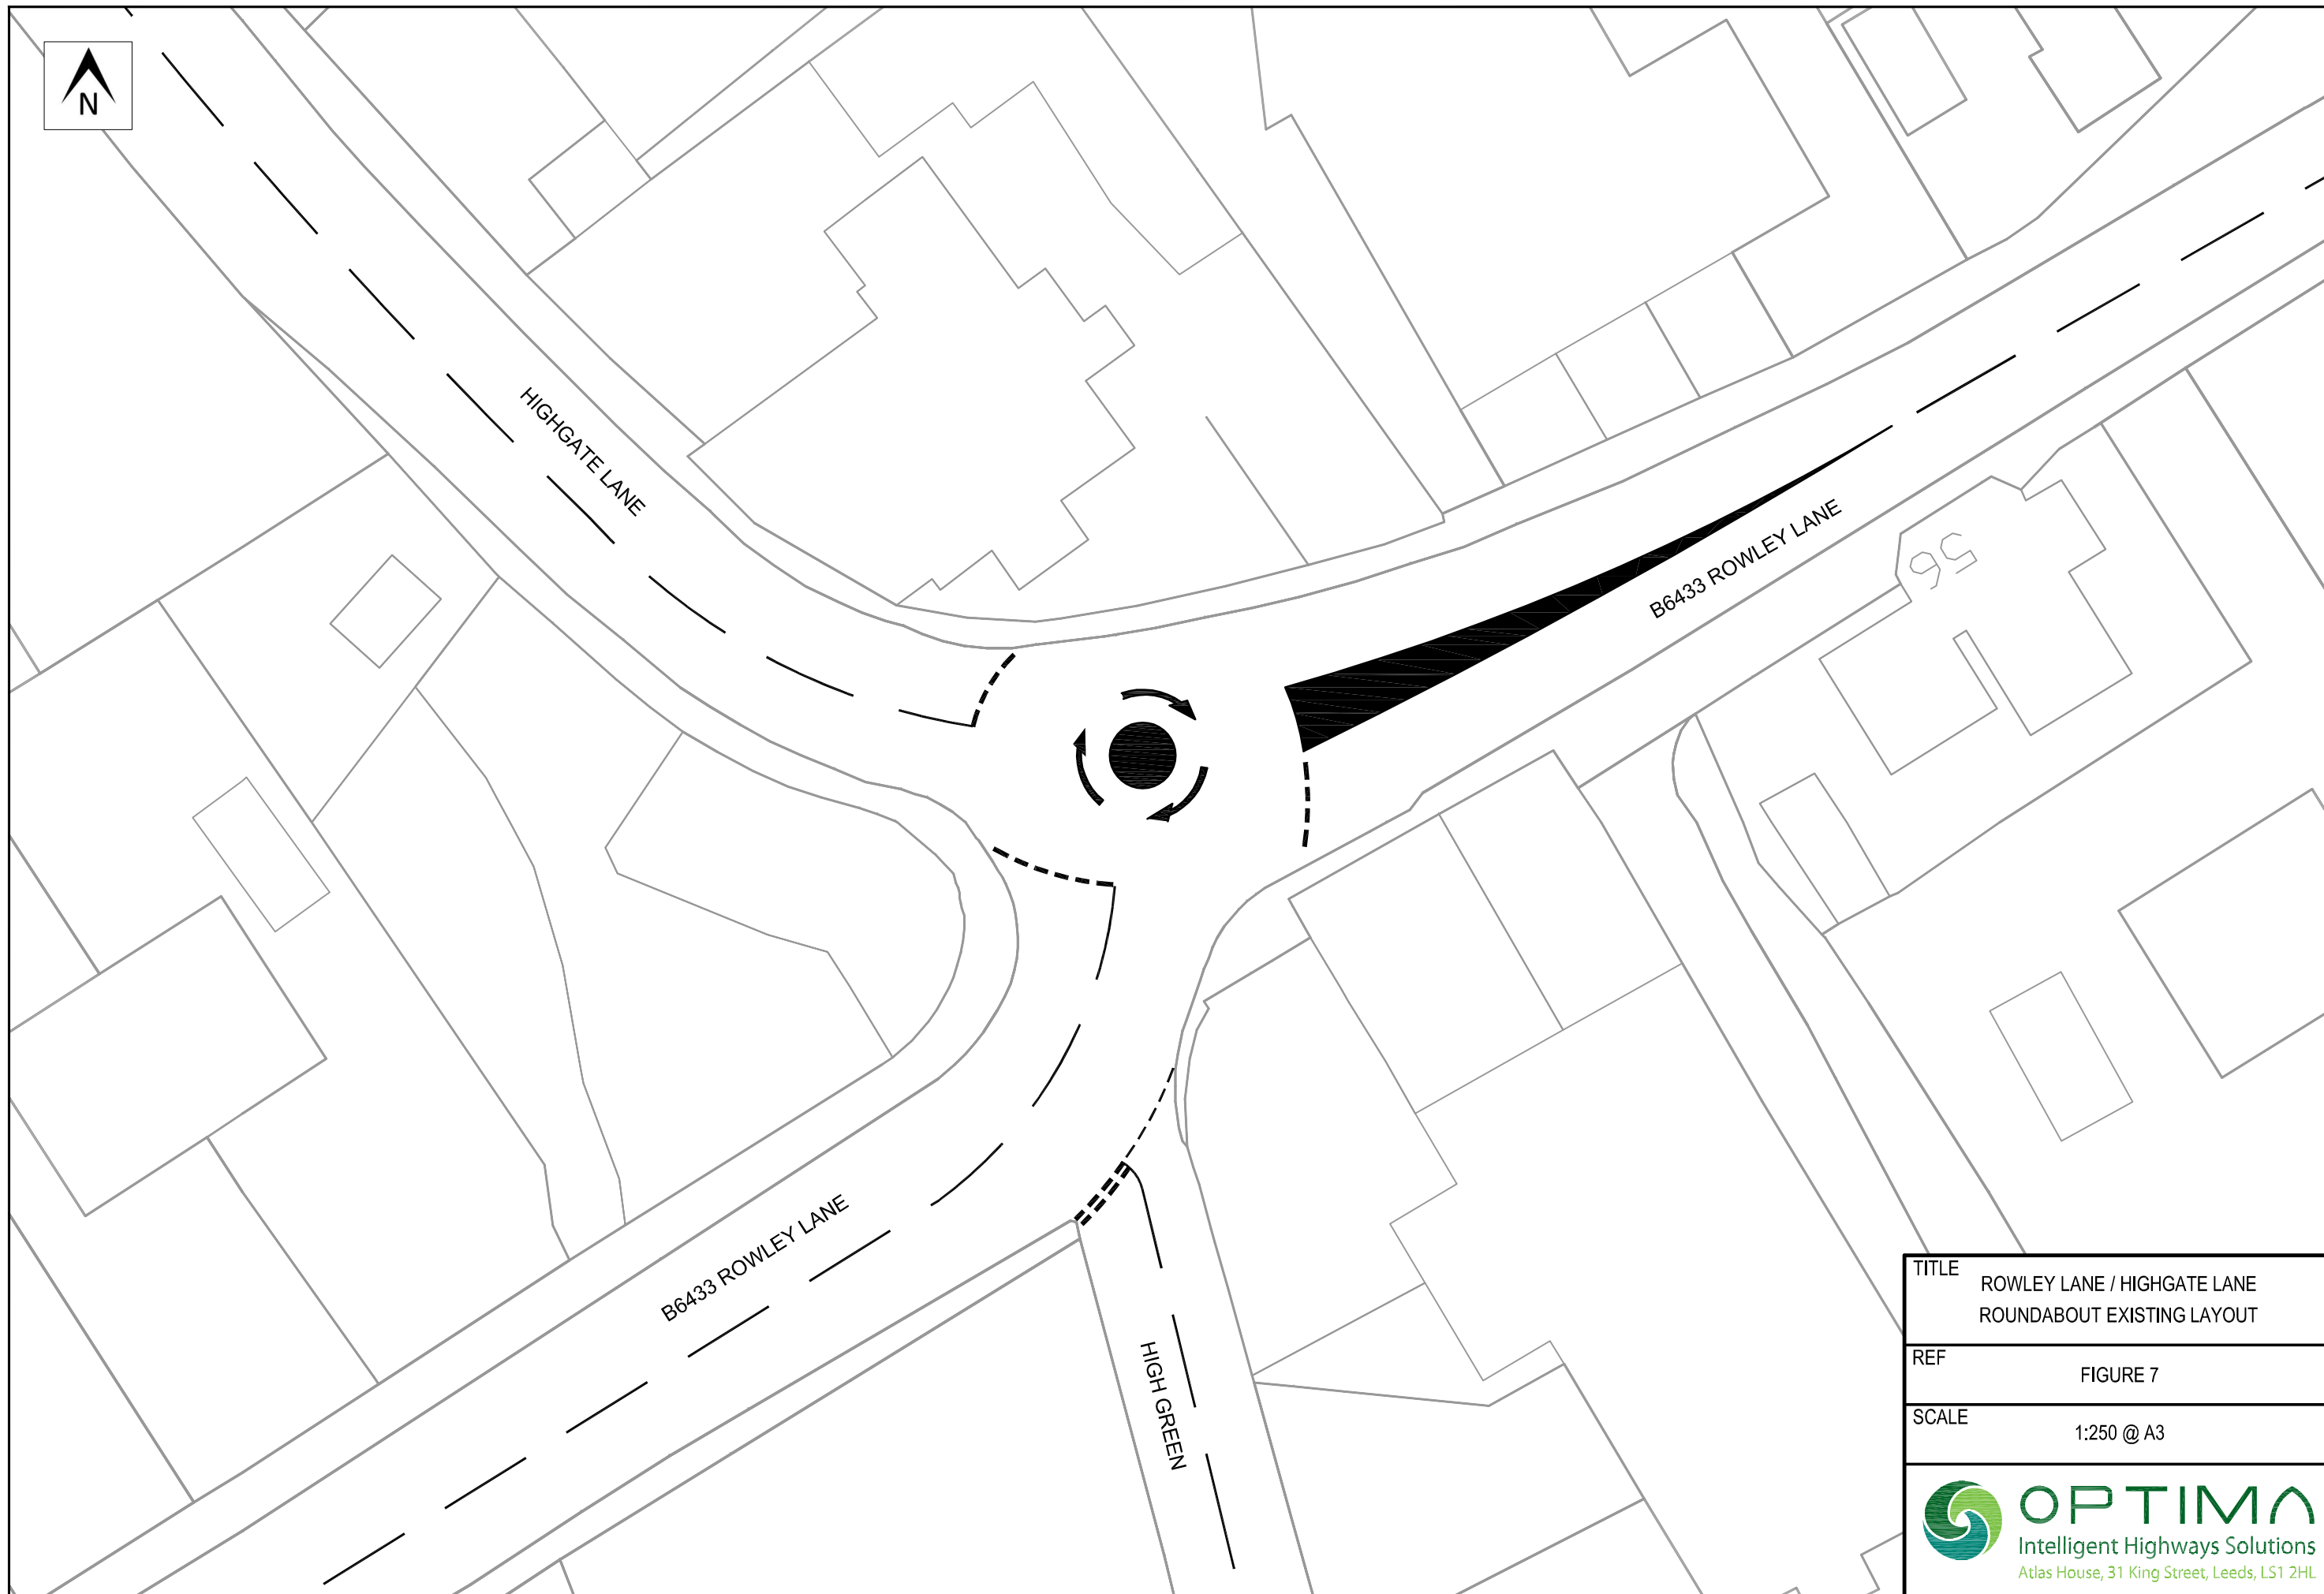 N
HIGHGATE LANE
B6433 ROWLEY LANE
95
B6433 ROWLEY LANE
HIGH GREEN
TITLE
ROWLEY LANE / HIGHGATE LANE
ROUNDABOUT EXISTING LAYOUT
REF
FIGURE 7
SCALE
1:250 @ A3
OPTIMA
Intelligent Highways Solutions
Atlas House, 31 King Street, Leeds, LS1 2HL